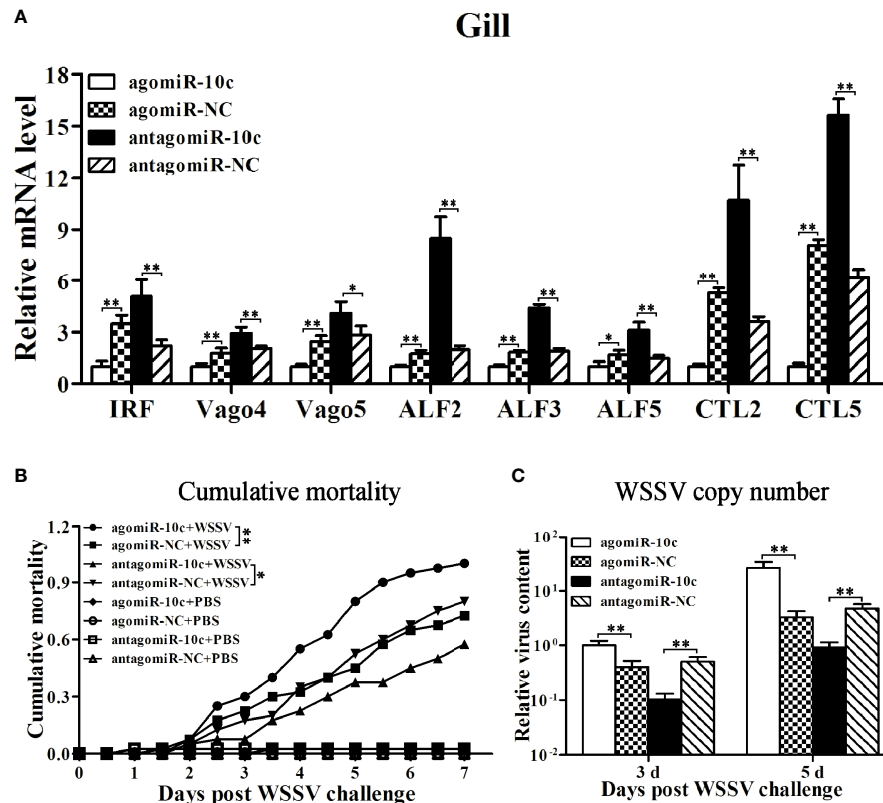 A
Gill
Relative mRNA level
18
15
12
9
6
3
0
agomiR-10c
agomiR-NC
antagomiR-10c
antagomiR-NC
** ** ** ** ** * ** ** ** ** * ** ** ** ** **
IRF Vago4 Vago5 ALF2 ALF3 ALF5 CTL2 CTL5
B
Cumulative mortality
Cumulative mortality
1.2
0.9
0.6
0.3
0.0
agomiR-10c+WSSV
agomiR-NC+WSSV
**
antagomiR-10c+WSSV
antagomiR-NC+WSSV
*
agomiR-10c+PBS
agomiR-NC+PBS
antagomiR-10c+PBS
antagomiR-NC+PBS
0 1 2 3 4 5 6 7
Days post WSSV challenge
C
WSSV copy number
Relative virus content
10²
10¹
10⁰
10⁻¹
10⁻²
agomiR-10c
agomiR-NC
antagomiR-10c
antagomiR-NC
** ** ** **
3 d 5 d
Days post WSSV challenge